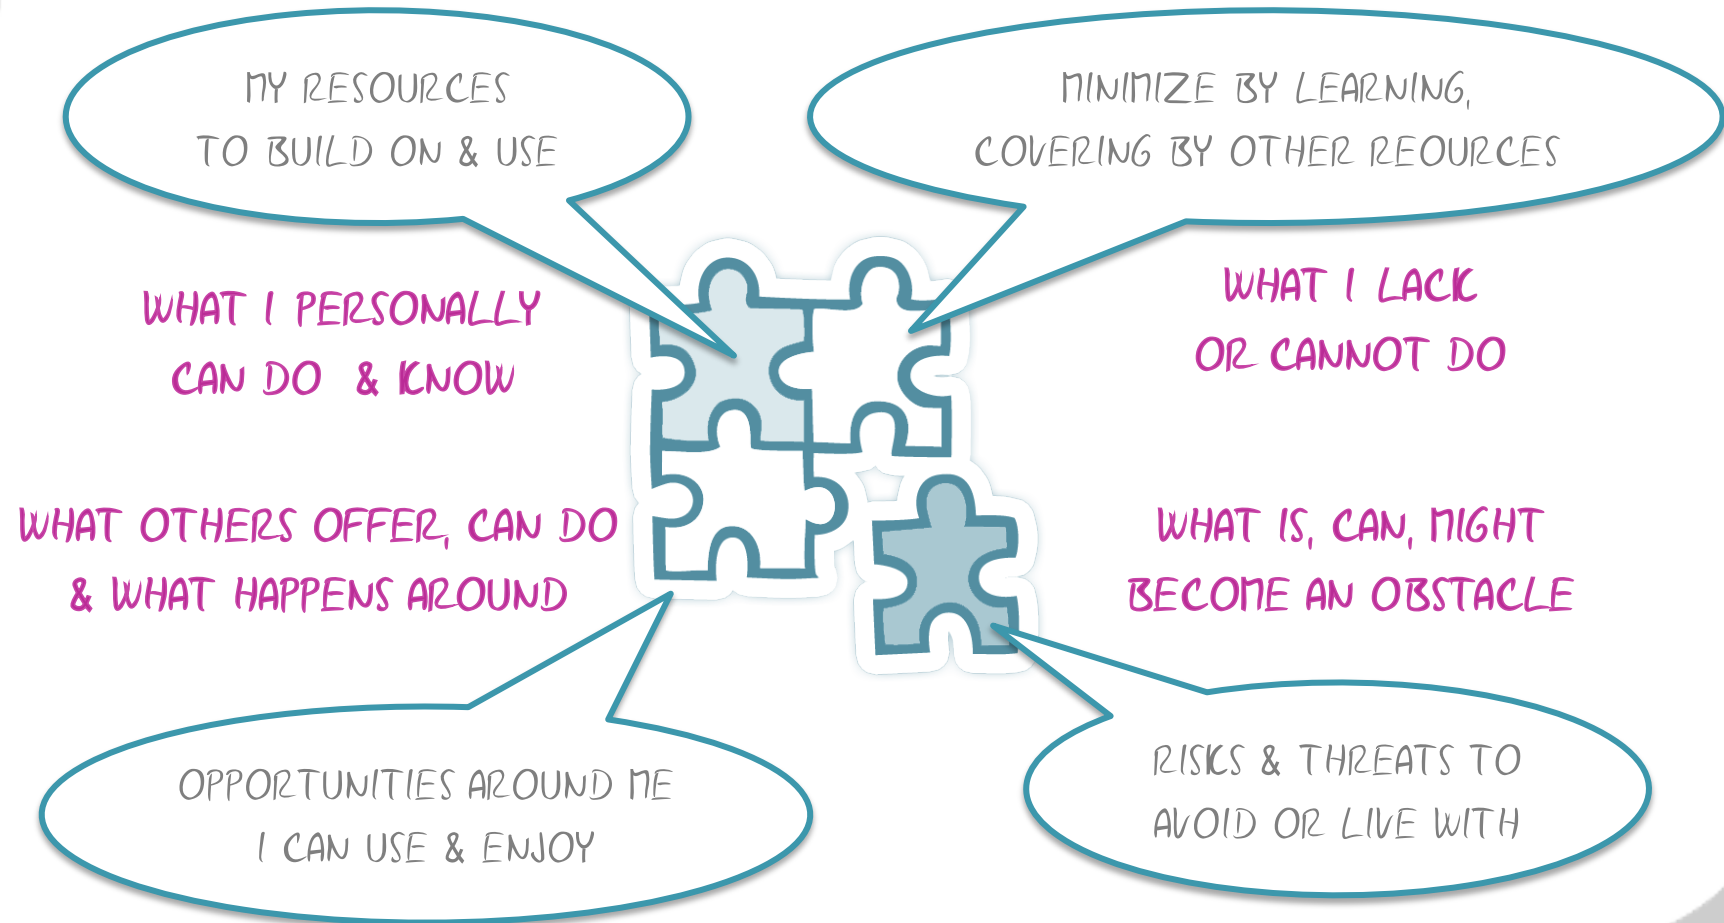 MY RESOURCES
TO BUILD ON & USE
MINIMIZE BY LEARNING,
COVERING BY OTHER REOURCES
WHAT I PERSONALLY
CAN DO & KNOW
WHAT I LACK
OR CANNOT DO
WHAT OTHERS OFFER, CAN DO
& WHAT HAPPENS AROUND
WHAT IS, CAN, MIGHT
BECOME AN OBSTACLE
OPPORTUNITIES AROUND ME
I CAN USE & ENJOY
RISKS & THREATS TO
AVOID OR LIVE WITH